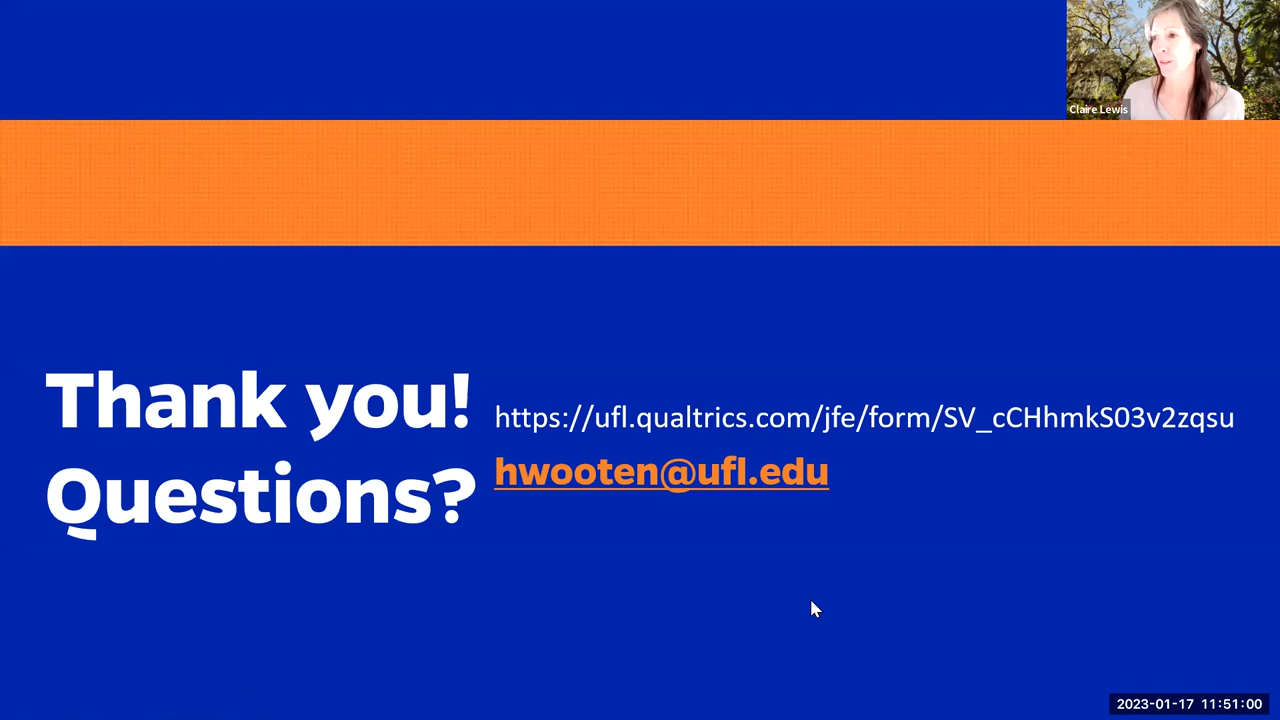 Claire Lewis
Thank you!
Questions?
https://ufl.qualtrics.com/jfe/form/SV_cCHhmkS03v2zqsu
hwooten@ufl.edu
2023-01-17 11:51:00